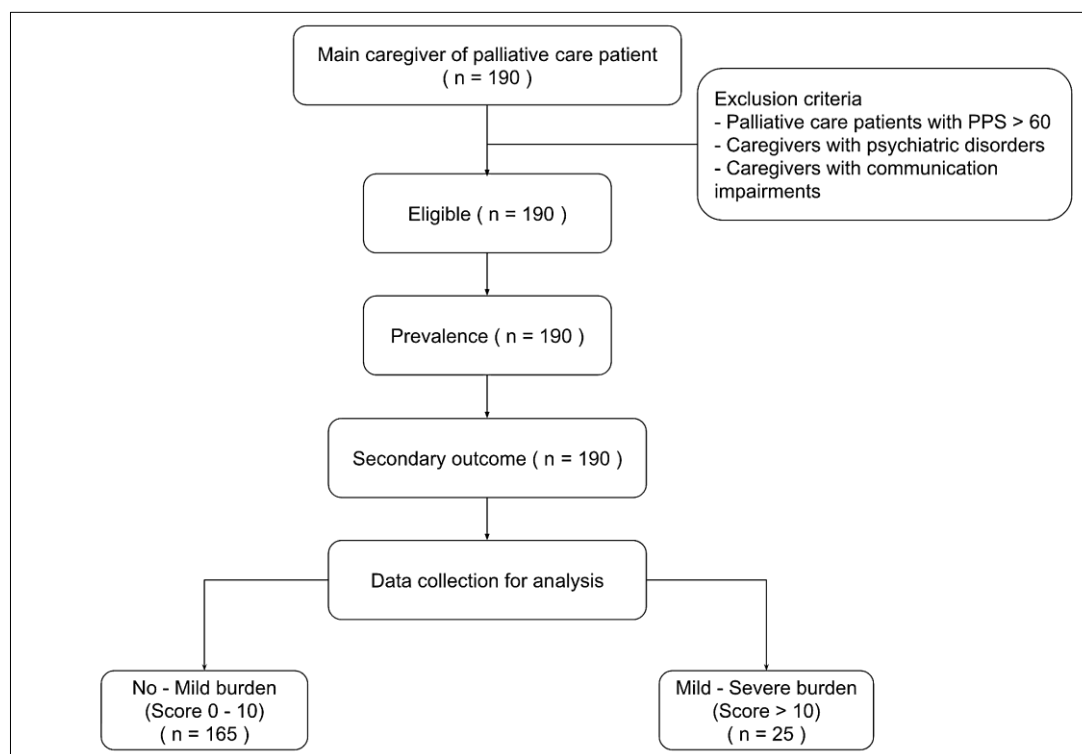 Main caregiver of palliative care patient
( n = 190 )
Exclusion criteria
- Palliative care patients with PPS > 60
- Caregivers with psychiatric disorders
- Caregivers with communication
impairments
Eligible ( n = 190 )
Prevalence ( n = 190 )
Secondary outcome ( n = 190 )
Data collection for analysis
No - Mild burden
(Score 0 - 10)
( n = 165 )
Mild - Severe burden
(Score > 10)
( n = 25 )